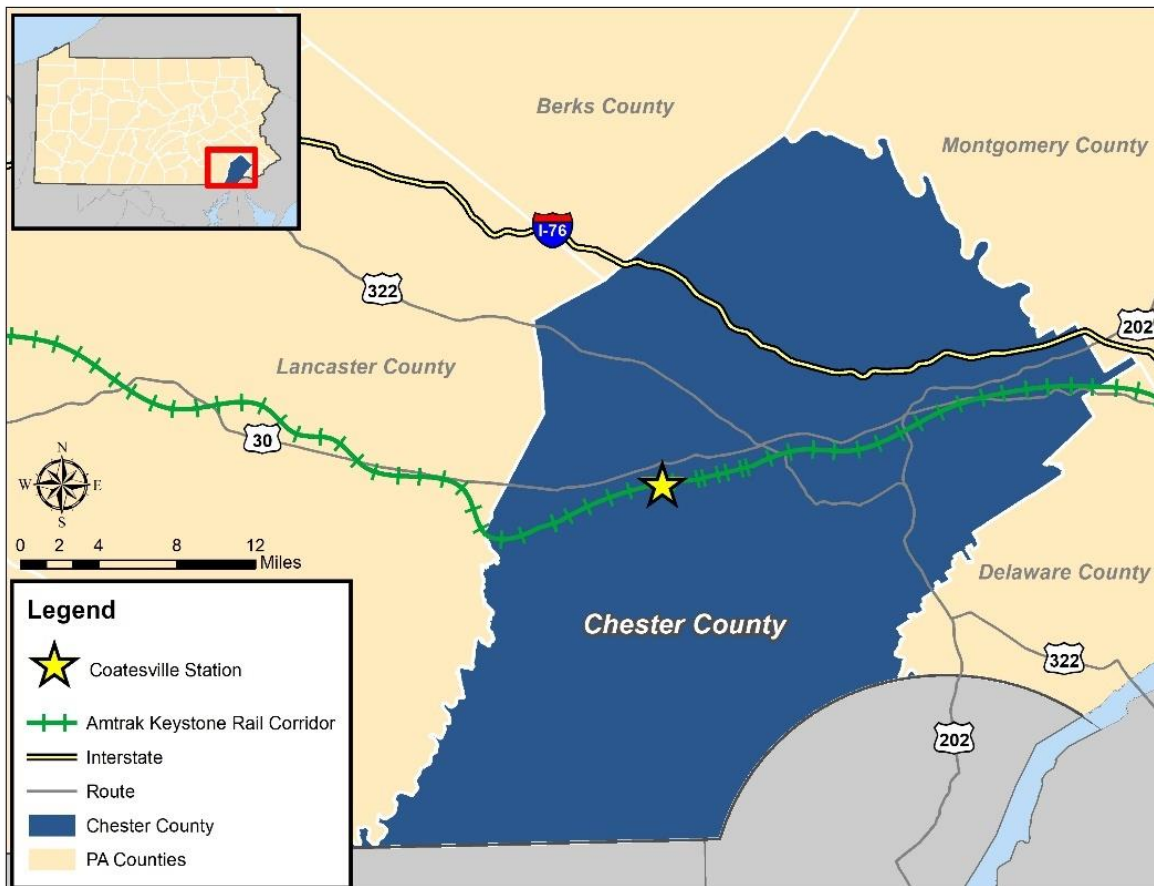 Berks County
Montgomery County
I-76
322
202
Lancaster County
30
N
W E
S
0 2 4 8 12
Miles
Delaware County
Chester County
322
202
Legend
Coatesville Station
Amtrak Keystone Rail Corridor
Interstate
Route
Chester County
PA Counties